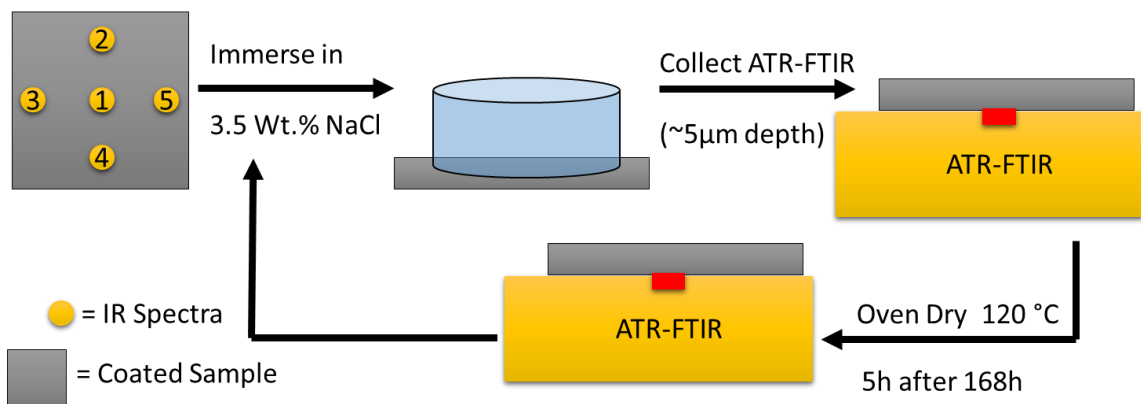 2
3
1
5
4
Immerse in
3.5 Wt.% NaCl
Collect ATR-FTIR
(~5µm depth)
ATR-FTIR
ATR-FTIR
Oven Dry 120 °C
5h after 168h
= IR Spectra
= Coated Sample